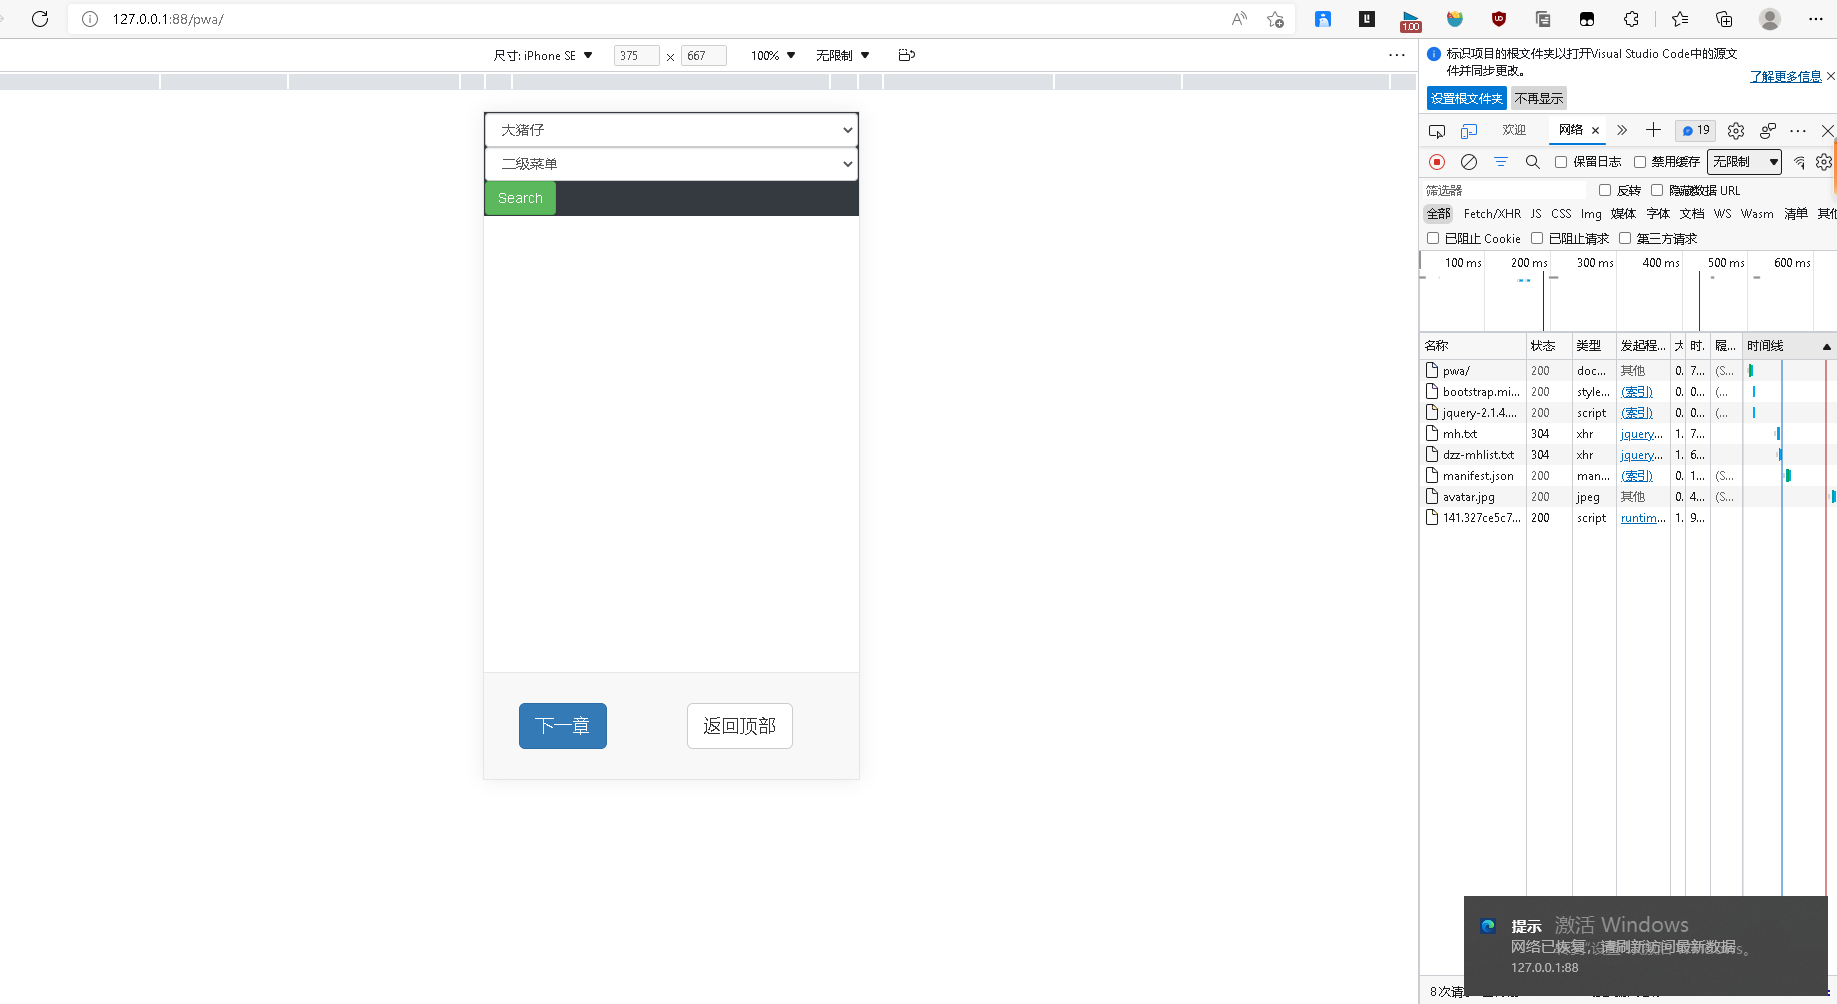 127.0.0.1:88/pwa/
1.00
尺寸: iPhone SE ▼ 375 × 667 100% ▼ 无限制 ▼
标识项目的根文件夹以打开Visual Studio Code中的源文
件并同步更改。
了解更多信息
设置根文件夹 不再显示
欢迎 网络 19
保留日志 禁用缓存 无限制
筛选器 反转 隐藏数据 URL
全部 Fetch/XHR JS CSS Img 媒体 字体 文档 WS Wasm 清单 其他
已阻止 Cookie 已阻止请求 第三方请求
100 ms 200 ms 300 ms 400 ms 500 ms 600 ms
名称 状态 类型 发起程... 时. 履... 时间线
pwa/ 200 doc... 其他 0. 7... (S...
bootstrap.mi... 200 style... (索引) 0. 0... (...
jquery-2.1.4.... 200 script (索引) 0. 0... (...
mh.txt 304 xhr jquery... 1. 7...
dzz-mhlist.txt 304 xhr jquery... 1. 6...
manifest.json 200 man... (索引) 0. 1... (S...
avatar.jpg 200 jpeg 其他 0. 4... (S...
141.327ce5c7... 200 script runtim... 1. 9...
大猪仔
二级菜单
Search
下一章 返回顶部
提示 激活 Windows
网络已恢复，请刷新访问最新数据
127.0.0.1:88
8 次请